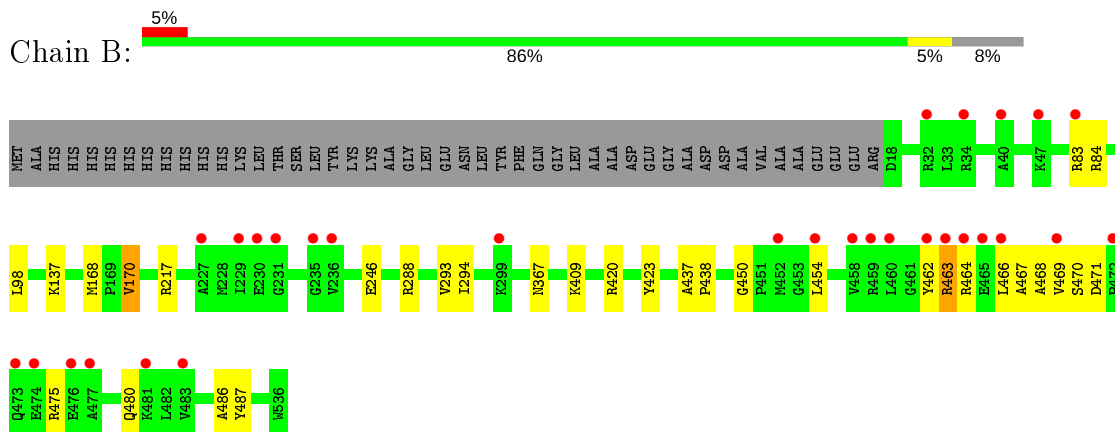 5%
Chain B:
86% 5% 8%
MET ALA HIS HIS HIS HIS HIS HIS HIS HIS HIS HIS LYS LEU THR SER LEU TYR LYS LYS ALA GLY LEU GLU ASN LEU TYR PHE GLN GLY LEU ALA ALA ASP GLU GLY ALA ASP ASP ALA VAL ALA ALA GLU GLU GLU ARG D18 R32 L33 R34 A40 K47 R83 R84
L98 K137 M168 P169 V170 R217 A227 M228 I229 E230 G231 G235 V236 E246 R288 V293 I294 K299 N367 K409 R420 Y423 A437 P438 G450 P451 M452 G453 L454 V458 R459 L460 G461 Y462 R463 R464 E465 L466 A467 A468 V469 S470 D471
Q473 E474 R475 E476 A477 Q480 K481 L482 V483 A486 Y487 W536